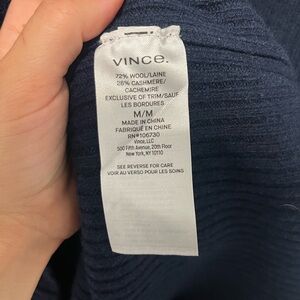 VINCE.
72% WOOL/LAINE
28% CASHMERE/
CACHEMIRE
EXCLUSIVE OF TRIM/SAUF
LES BORDURES
M/M
MADE IN CHINA
FABRIQUÉ EN CHINE
RN#106730
Vince, LLC
500 Fifth Avenue, 20th Floor
New York, NY 10110
SEE REVERSE FOR CARE
VOIR AU VERSO POUR LES SOINS